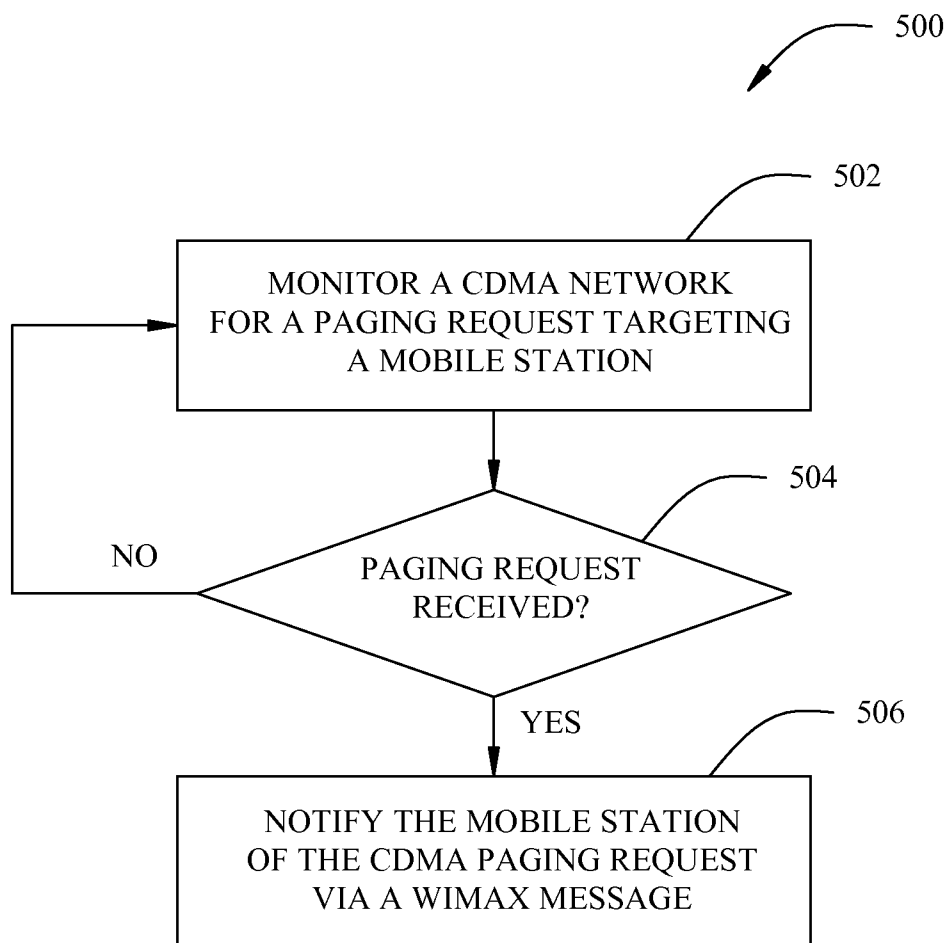 500
502
MONITOR A CDMA NETWORK
FOR A PAGING REQUEST TARGETING
A MOBILE STATION
504
NO
PAGING REQUEST
RECEIVED?
YES
506
NOTIFY THE MOBILE STATION
OF THE CDMA PAGING REQUEST
VIA A WIMAX MESSAGE